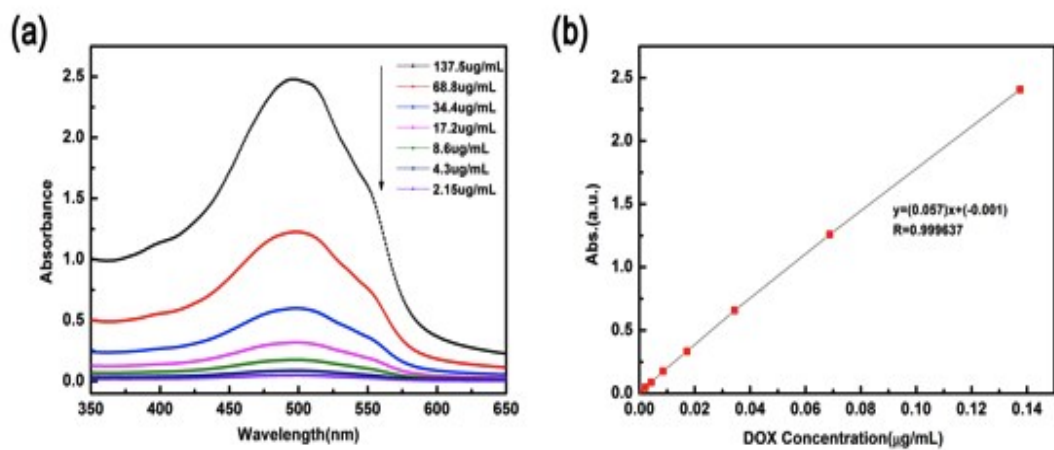 (a)
2.5
2.0
1.5
1.0
0.5
0.0
Absorbance
350
400
450
500
550
600
650
Wavelength(nm)
137.5ug/mL
68.8ug/mL
34.4ug/mL
17.2ug/mL
8.6ug/mL
4.3ug/mL
2.15ug/mL
(b)
2.5
2.0
1.5
1.0
0.5
0.0
Abs.(a.u.)
y=(0.057)x+(-0.001)
R=0.999637
0.00
0.02
0.04
0.06
0.08
0.10
0.12
0.14
DOX Concentration(μg/mL)